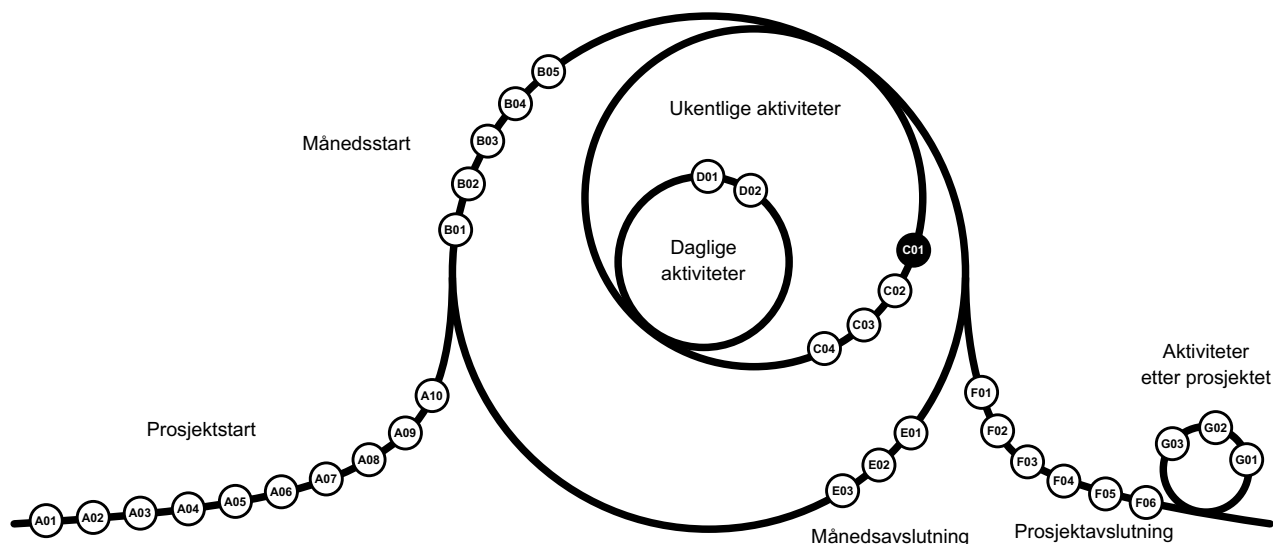 B05
B04
Ukentlige aktiviteter
Månedsstart
B03
D01
D02
B02
B01
Daglige
aktiviteter
C01
C02
C03
C04
Aktiviteter
etter prosjektet
A10
F01
Prosjektstart
A09
E01
F02
G02
G03
G01
A08
E02
F03
A07
A06
A05
A04
A03
A02
A01
E03
F04
F05
F06
Månedsavslutning
Prosjektavslutning